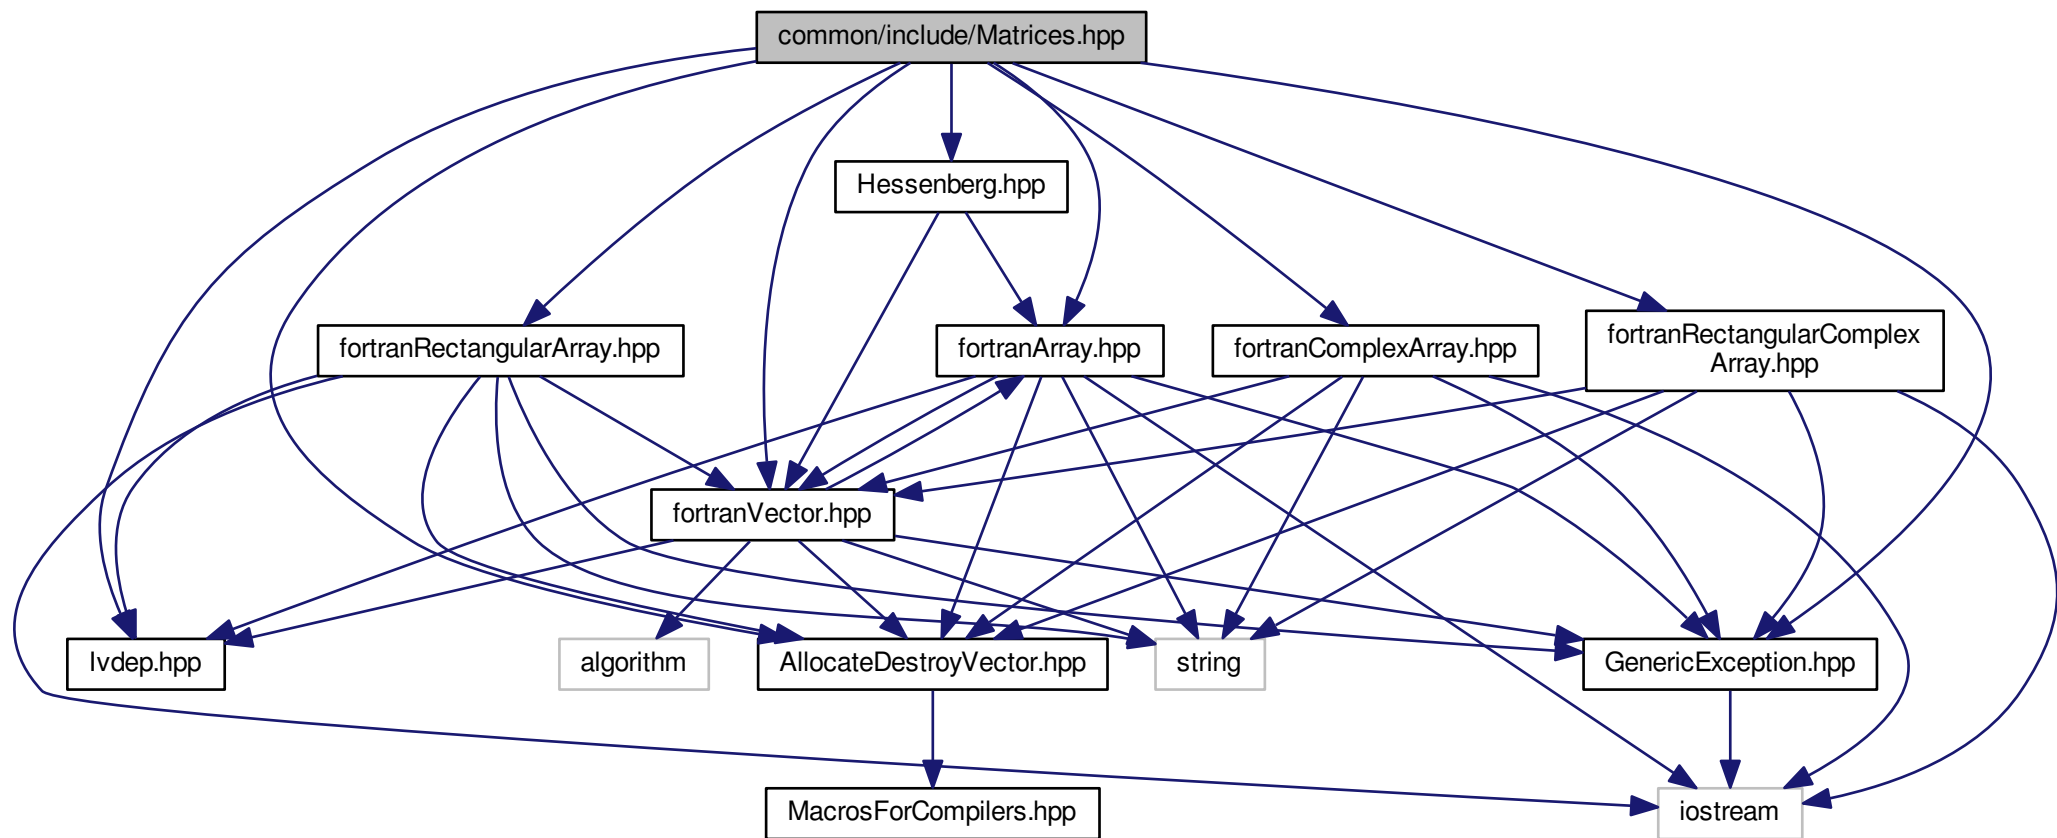 common/include/Matrices.hpp
Hessenberg.hpp
fortranRectangularArray.hpp
fortranArray.hpp
fortranComplexArray.hpp
fortranRectangularComplex
Array.hpp
fortranVector.hpp
Ivdep.hpp
algorithm
AllocateDestroyVector.hpp
string
GenericException.hpp
MacrosForCompilers.hpp
iostream